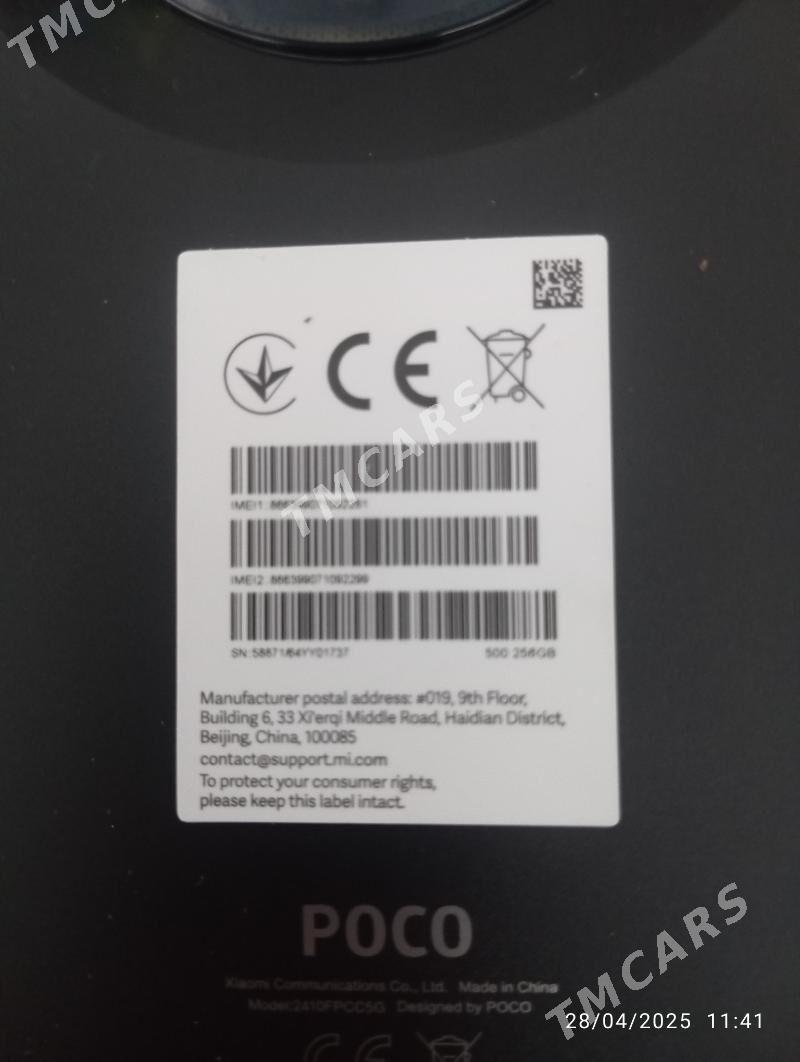 TMCARS
CE
TMCARS
IMEI2: 866399071092299
SN:58871/64YY01737
500 256GB
Manufacturer postal address: #019, 9th Floor,
Building 6, 33 Xi'erqi Middle Road, Haidian District,
Beijing, China, 100085
contact@support.mi.com
To protect your consumer rights,
please keep this label intact.
POCO
Xiaomi Communications Co., Ltd. Made in China
Model:2410FPCC5G Designed by POCO
TMCARS
28/04/2025 11:41
CE